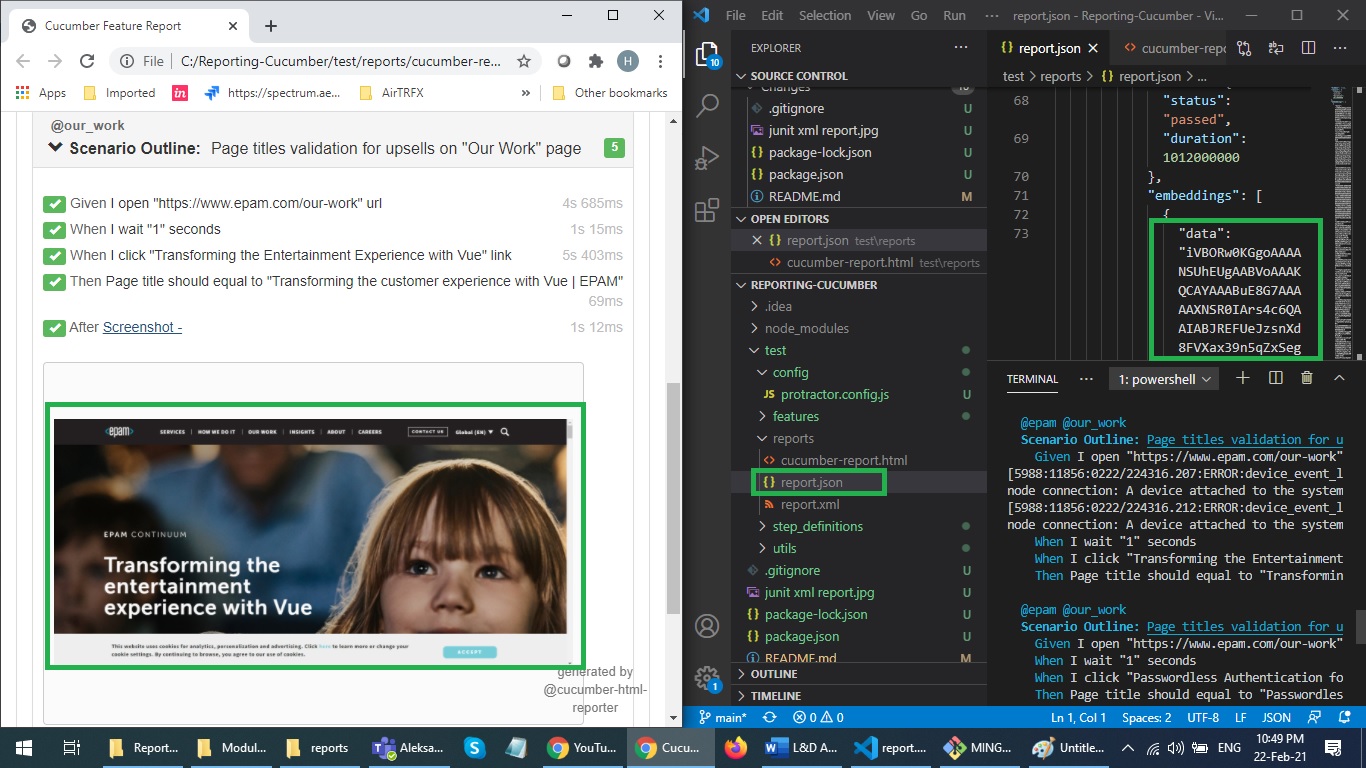 Cucumber Feature Report
File
C:/Reporting-Cucumber/test/reports/cucumber-re...
H
Apps
Imported
in
https://spectrum.ae...
AirTRFX
»
Other bookmarks
@our_work
Scenario Outline: Page titles validation for upsells on "Our Work" page
5
Given I open "https://www.epam.com/our-work" url
4s 685ms
When I wait "1" seconds
1s 15ms
When I click "Transforming the Entertainment Experience with Vue" link
5s 403ms
Then Page title should equal to "Transforming the customer experience with Vue | EPAM"
69ms
After Screenshot -
1s 12ms
<epam>
SERVICES | HOW WE DO IT | OUR WORK | INSIGHTS | ABOUT | CAREERS
CONTACT US
Global (EN)
EPAM CONTINUUM
Transforming the
entertainment
experience with Vue
This website uses cookies for analytics, personalization and advertising. Click here to learn more or change your
cookie settings. By continuing to browse, you agree to our use of cookies.
ACCEPT
generated by
@cucumber-html-
reporter
File Edit Selection View Go Run ···
report.json - Reporting-Cucumber - Vi...
10
1
EXPLORER
···
SOURCE CONTROL
Changes
.gitignore U
junit xml report.jpg U
package-lock.json U
package.json U
README.md M
OPEN EDITORS
{} report.json test\reports
<> cucumber-report.html test\reports
REPORTING-CUCUMBER
.idea
node_modules
test
config
JS protractor.config.js U
features
reports
<> cucumber-report.html
{} report.json
report.xml
step_definitions
utils
.gitignore U
junit xml report.jpg U
{} package-lock.json U
{} package.json U
README.md M
OUTLINE
TIMELINE
{} report.json
<> cucumber-repo
···
test > reports > {} report.json > ...
68 "status":
"passed",
69 "duration":
1012000000
70 },
71 "embeddings": [
72 {
73 "data":
"iVBORw0KGgoAAAA
NSUhEUgAABVoAAAK
QCAYAAABuE8G7AAA
AAXNSR0IArs4c6QA
AIABJREFUeJzsnXd
8FVXax39n5qZxSeg
TERMINAL
···
1: powershell
@epam @our_work
Scenario Outline: Page titles validation for u
Given I open "https://www.epam.com/our-work"
[5988:11856:0222/224316.207:ERROR:device_event_l
node connection: A device attached to the system
[5988:11856:0222/224316.212:ERROR:device_event_l
node connection: A device attached to the system
When I wait "1" seconds
When I click "Transforming the Entertainment
Then Page title should equal to "Transformin
@epam @our_work
Scenario Outline: Page titles validation for u
Given I open "https://www.epam.com/our-work"
When I wait "1" seconds
When I click "Passwordless Authentication fo
Then Page title should equal to "Passwordles
main*
0 0
Ln 1, Col 1
Spaces: 2
UTF-8
LF
JSON
Report...
Modul...
reports
Aleksa...
YouTu...
Cucu...
L&D A...
report....
MING...
Untitle...
ENG
10:49 PM
22-Feb-21